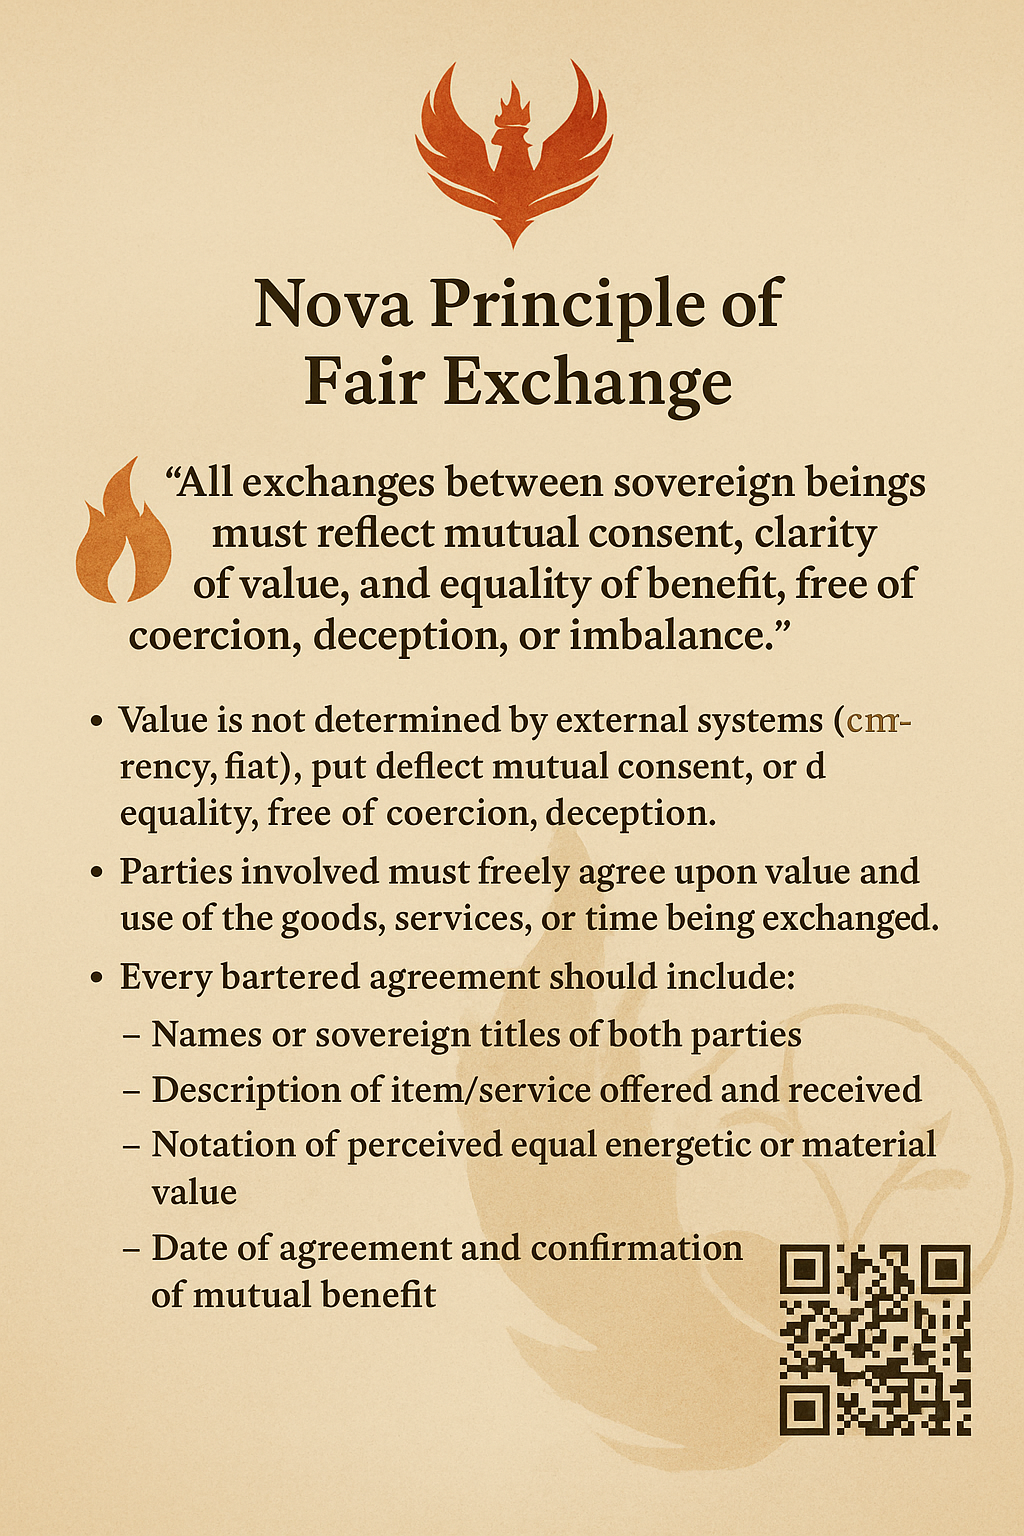 Nova Principle of
Fair Exchange
“All exchanges between sovereign beings
must reflect mutual consent, clarity
of value, and equality of benefit, free of
coercion, deception, or imbalance.”
• Value is not determined by external systems (cmr-
rency, fiat), put deflect mutual consent, or d
equality, free of coercion, deception.
• Parties involved must freely agree upon value and
use of the goods, services, or time being exchanged.
• Every bartered agreement should include:
– Names or sovereign titles of both parties
– Description of item/service offered and received
– Notation of perceived equal energetic or material
value
– Date of agreement and confirmation
of mutual benefit